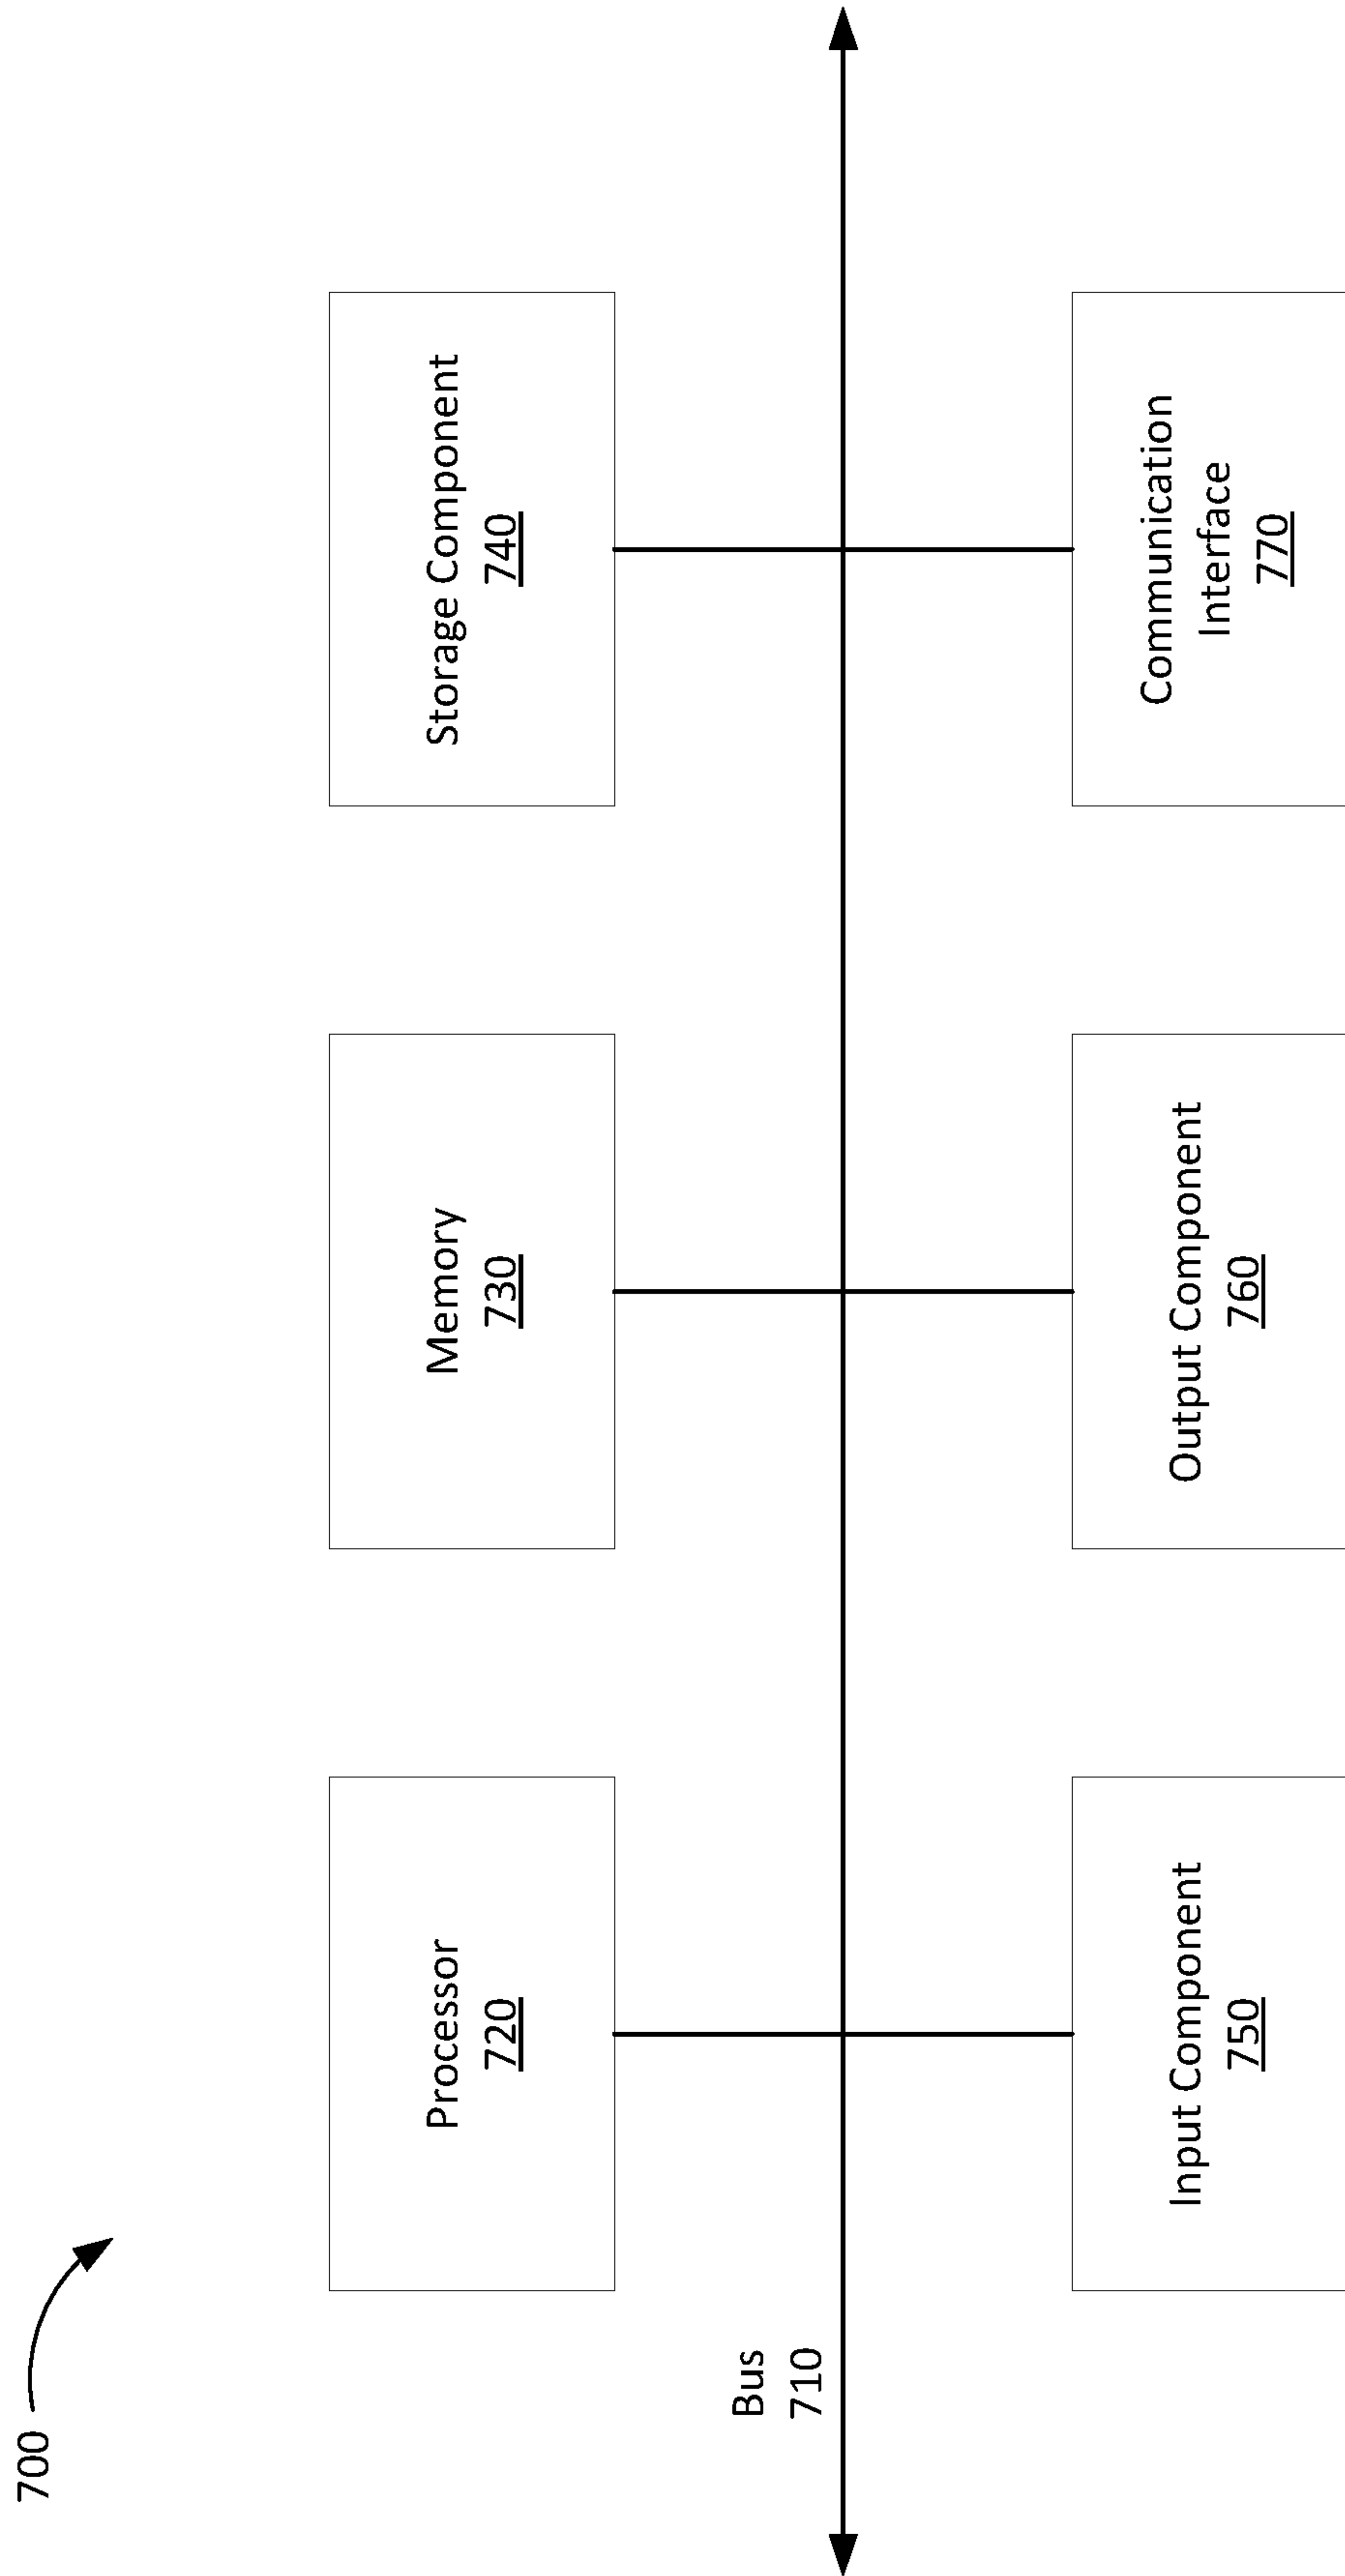 700
Processor
720
Memory
730
Storage Component
740
Bus
710
Input Component
750
Output Component
760
Communication
Interface
770